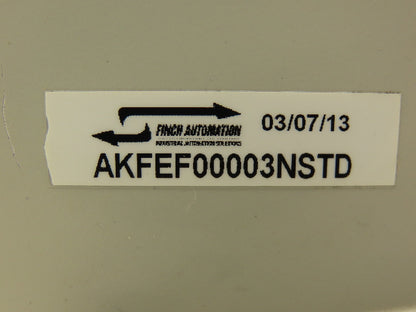 FINCH AUTOMATION 03/07/13
INDUSTRIAL AUTOMATION SOLUTIONS
AKFEF00003NSTD